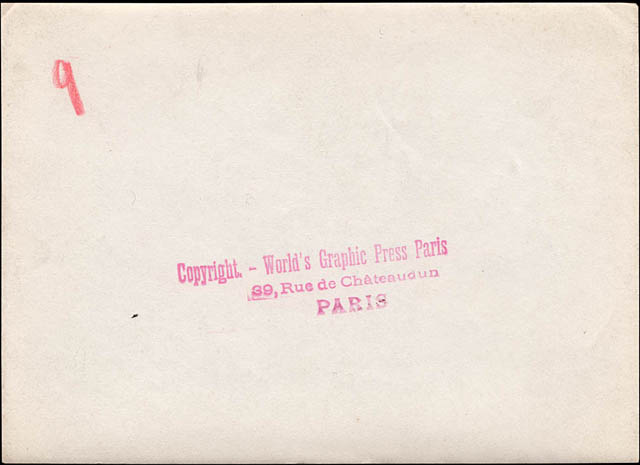 9
Copyright. - World's Graphic Press Paris
39, Rue de Châteaudun
PARIS